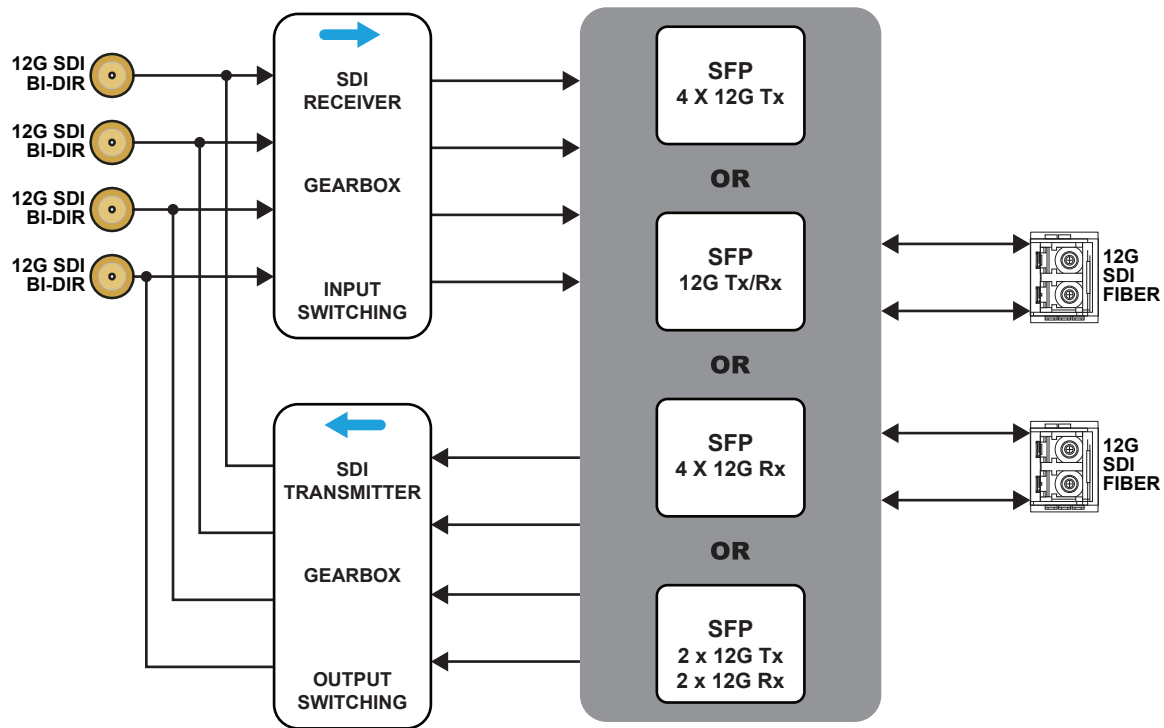 12G SDI
BI-DIR
12G SDI
BI-DIR
12G SDI
BI-DIR
12G SDI
BI-DIR
SDI
RECEIVER
GEARBOX
INPUT
SWITCHING
SDI
TRANSMITTER
GEARBOX
OUTPUT
SWITCHING
SFP
4 X 12G Tx
OR
SFP
12G Tx/Rx
OR
SFP
4 X 12G Rx
OR
SFP
2 x 12G Tx
2 x 12G Rx
12G
SDI
FIBER
12G
SDI
FIBER